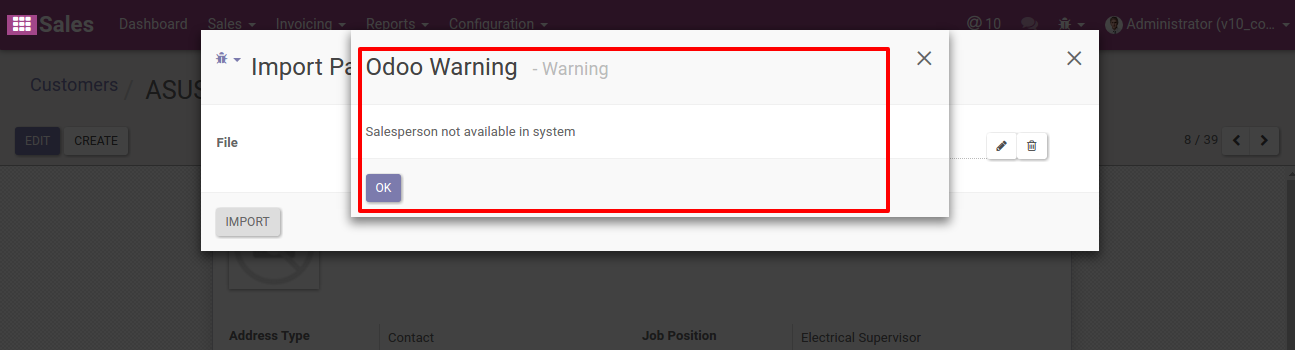 Sales Dashboard Sales Invoicing Reports Configuration @ 10 Administrator (v10_co...
Customers / ASUS
Import Pa
Odoo Warning - Warning
EDIT CREATE
File
Salesperson not available in system
8 / 39
OK
IMPORT
Address Type Contact Job Position Electrical Supervisor